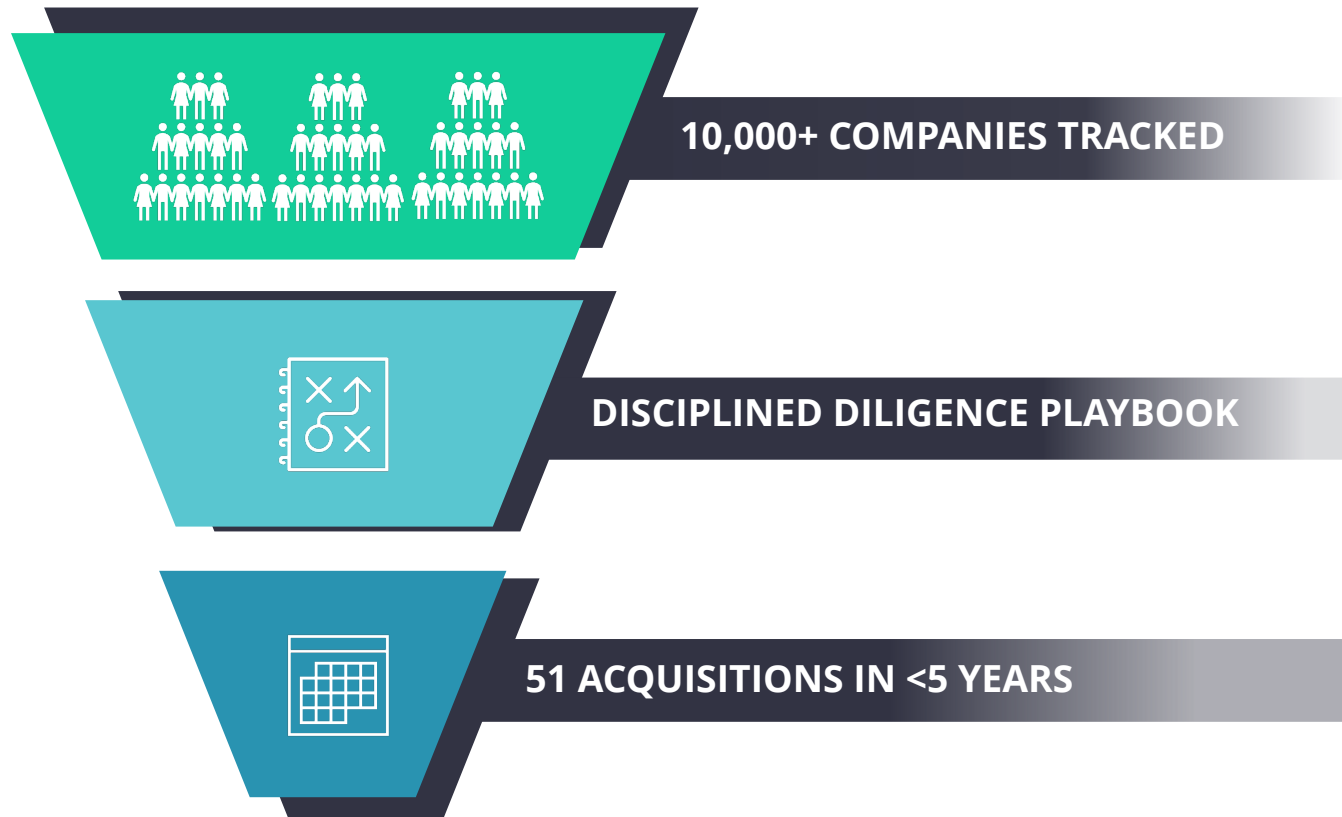 10,000+ COMPANIES TRACKED
DISCIPLINED DILIGENCE PLAYBOOK
51 ACQUISITIONS IN <5 YEARS